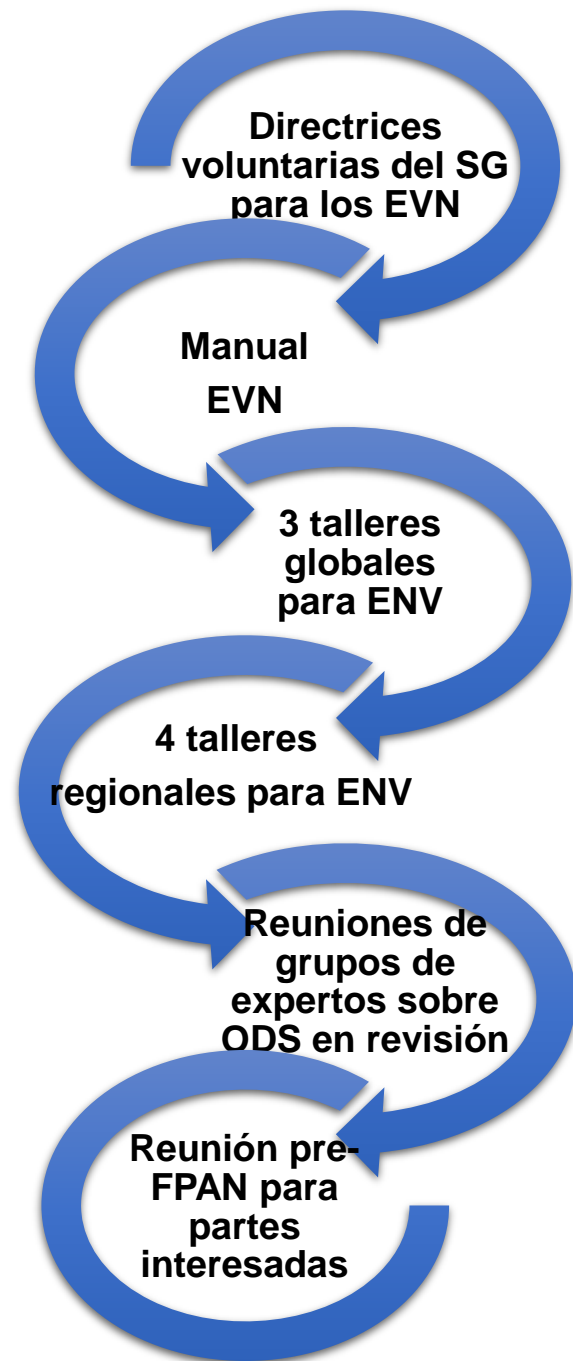 Directrices
voluntarias del SG
para los EVN
Manual
EVN
3 talleres
globales
para ENV
4 talleres
regionales para ENV
Reuniones de
grupos de
expertos sobre
ODS en revisión
Reunión pre-
FPAN para
partes
interesadas